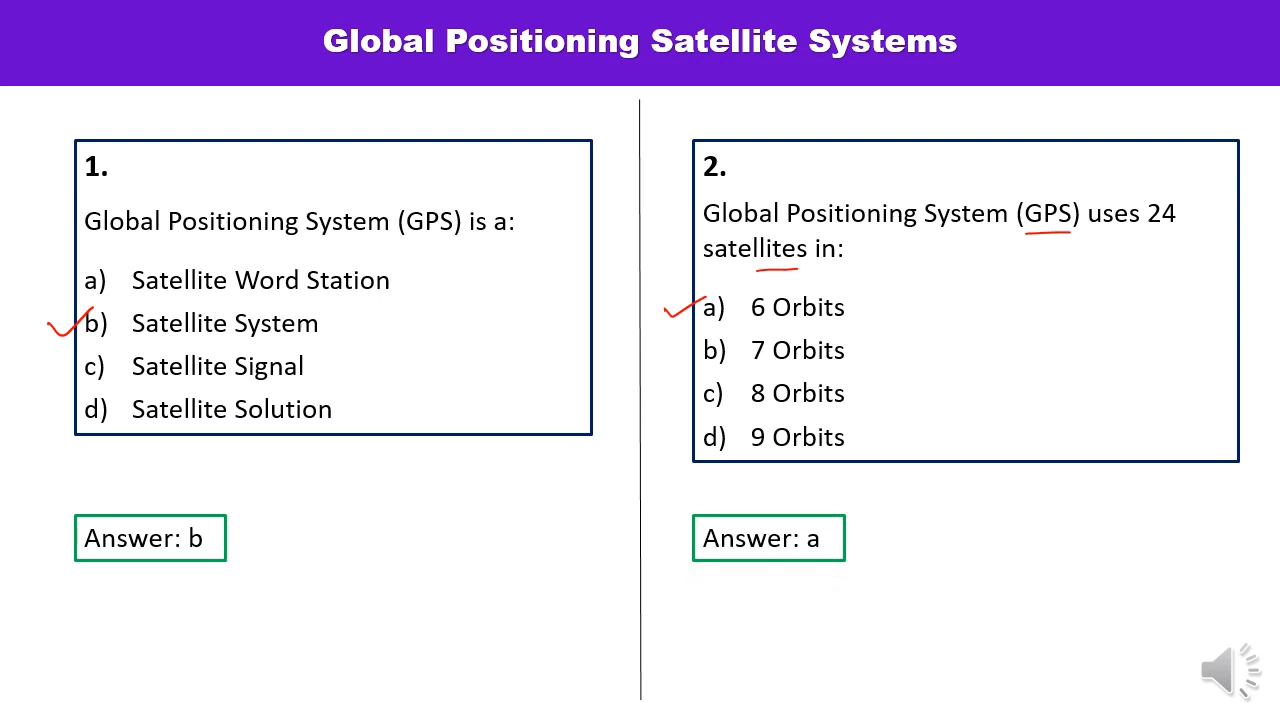 Global Positioning Satellite Systems
1.
Global Positioning System (GPS) is a:
a) Satellite Word Station
b) Satellite System
c) Satellite Signal
d) Satellite Solution
Answer: b
2.
Global Positioning System (GPS) uses 24
satellites in:
a) 6 Orbits
b) 7 Orbits
c) 8 Orbits
d) 9 Orbits
Answer: a